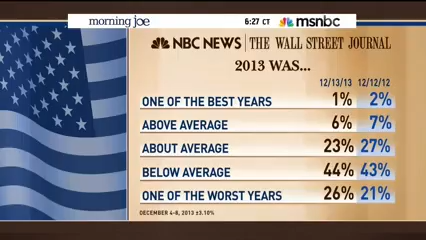 morning joe 6:27 CT msnbc
NBC NEWS | THE WALL STREET JOURNAL
2013 WAS...
12/13/13 12/12/12
ONE OF THE BEST YEARS 1% 2%
ABOVE AVERAGE 6% 7%
ABOUT AVERAGE 23% 27%
BELOW AVERAGE 44% 43%
ONE OF THE WORST YEARS 26% 21%
DECEMBER 4-8, 2013 ±3.10%